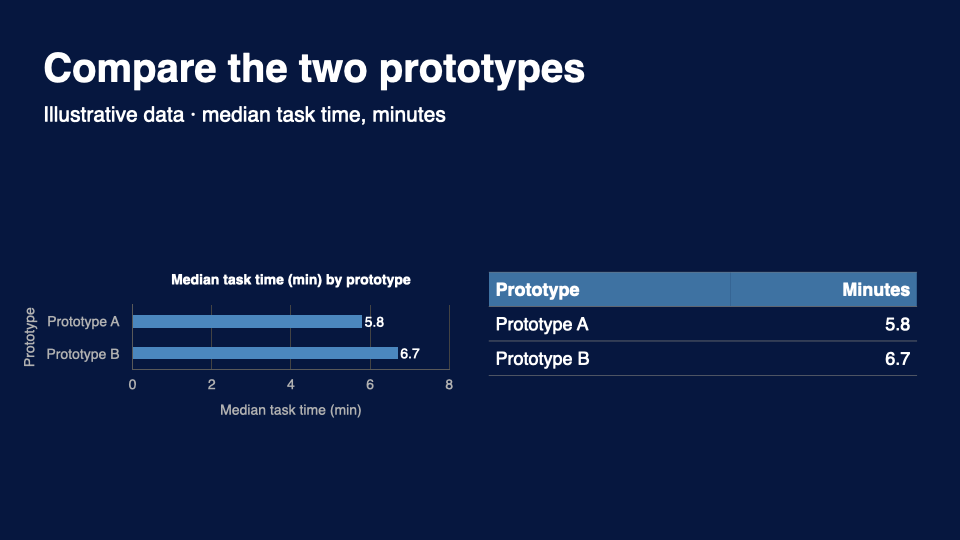 Compare the two prototypes
Illustrative data · median task time, minutes
Median task time (min) by prototype
Prototype
Prototype A
5.8
Prototype B
6.7
0 2 4 6 8
Median task time (min)
Prototype Minutes
Prototype A 5.8
Prototype B 6.7